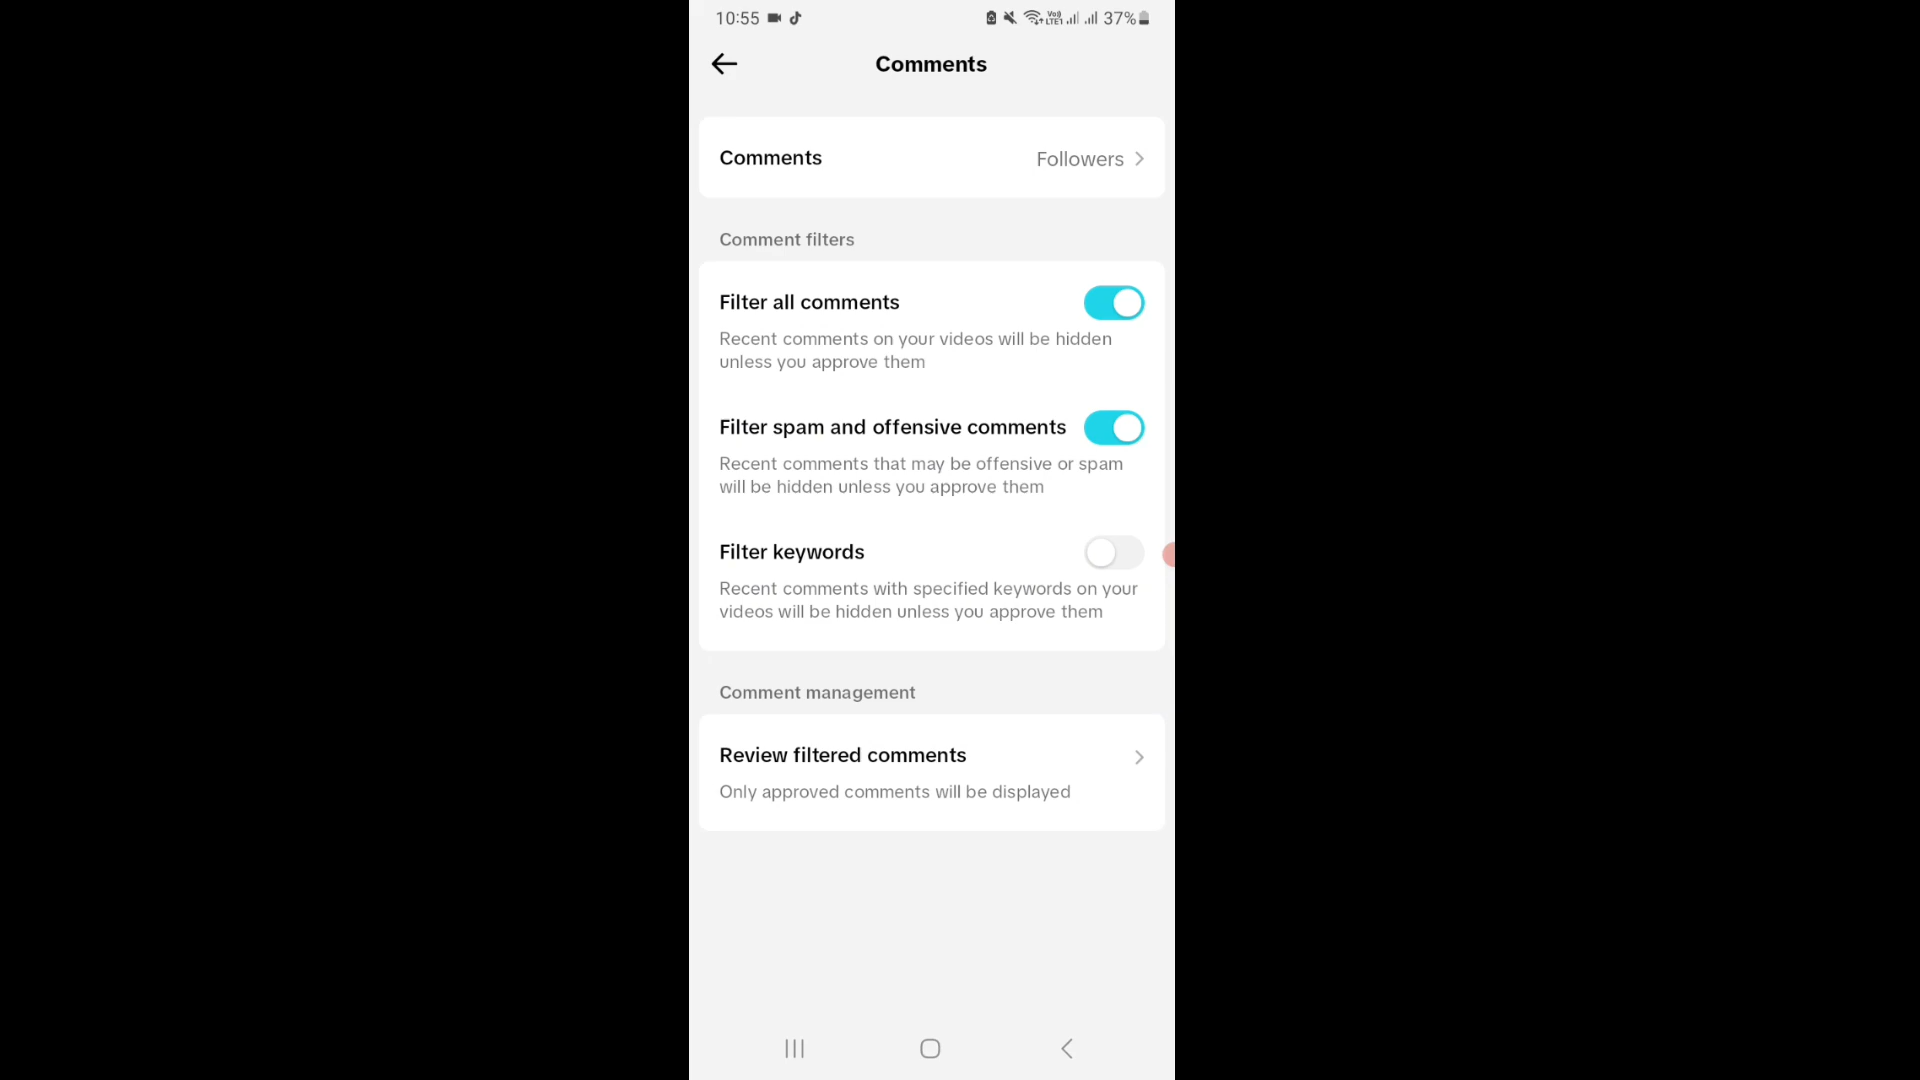 10:55
37%
Comments
Comments
Followers
Comment filters
Filter all comments
Recent comments on your videos will be hidden
unless you approve them
Filter spam and offensive comments
Recent comments that may be offensive or spam
will be hidden unless you approve them
Filter keywords
Recent comments with specified keywords on your
videos will be hidden unless you approve them
Comment management
Review filtered comments
Only approved comments will be displayed